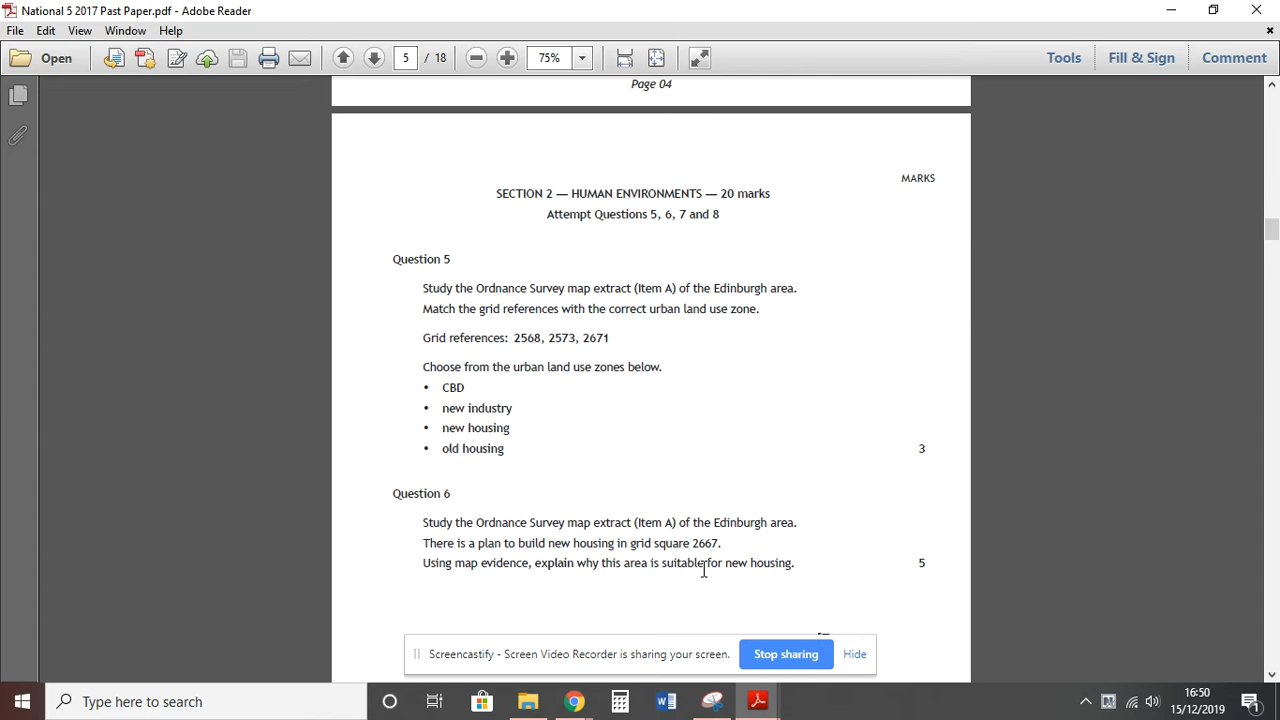 National 5 2017 Past Paper.pdf - Adobe Reader
File Edit View Window Help
Open 5 / 18 75% Tools Fill & Sign Comment
Page 04
MARKS
SECTION 2 — HUMAN ENVIRONMENTS — 20 marks
Attempt Questions 5, 6, 7 and 8
Question 5
Study the Ordnance Survey map extract (Item A) of the Edinburgh area.
Match the grid references with the correct urban land use zone.
Grid references: 2568, 2573, 2671
Choose from the urban land use zones below.
• CBD
• new industry
• new housing
• old housing 3
Question 6
Study the Ordnance Survey map extract (Item A) of the Edinburgh area.
There is a plan to build new housing in grid square 2667.
Using map evidence, explain why this area is suitable for new housing. 5
Screencastify - Screen Video Recorder is sharing your screen. Stop sharing Hide
Type here to search
16:50
15/12/2019
1